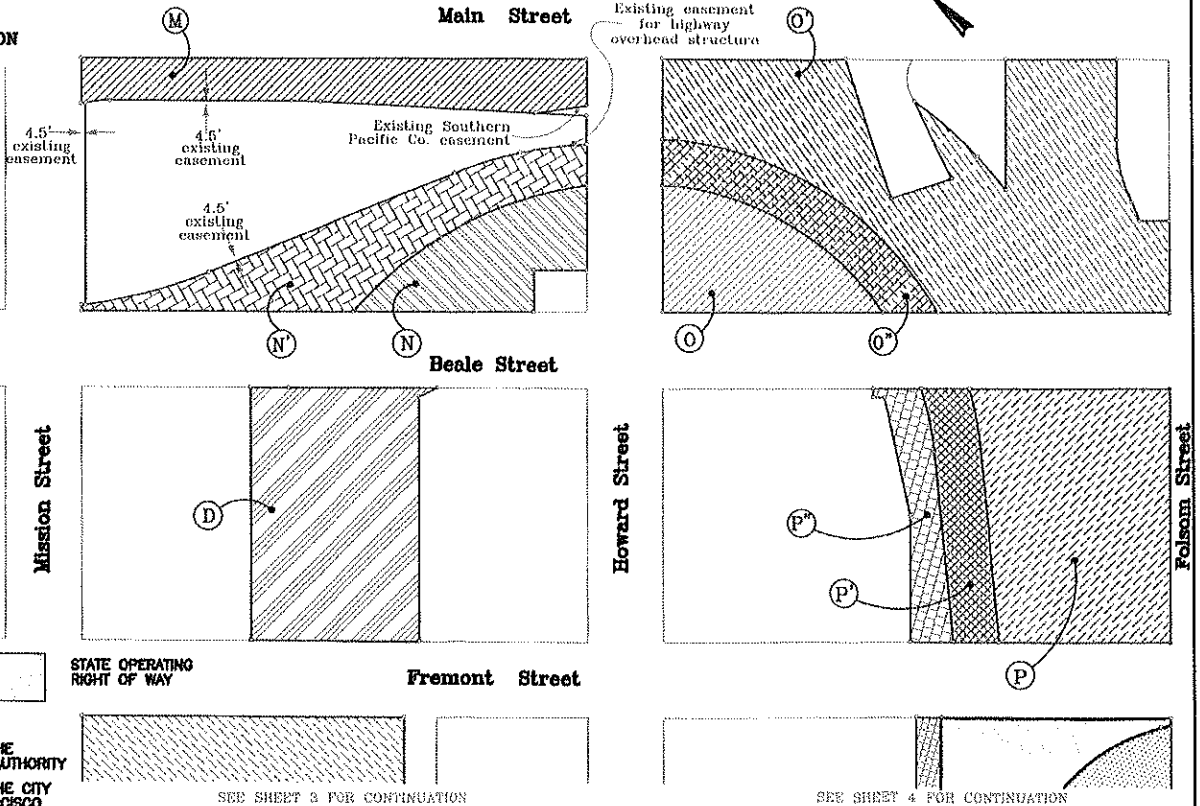 M
Main Street
Existing easement
for highway
overhead structure
O'
ON
4.5'
existing
easement
4.5'
existing
easement
Existing Southern
Pacific Co. easement
4.5'
existing
easement
N'
N
O
O"
Beale Street
Mission Street
D
Howard Street
P"
P'
P
Folsom Street
STATE OPERATING
RIGHT OF WAY
Fremont Street
HE
AUTHORITY
HE CITY
CISCO
SEE SHEET 3 FOR CONTINUATION
SEE SHEET 4 FOR CONTINUATION